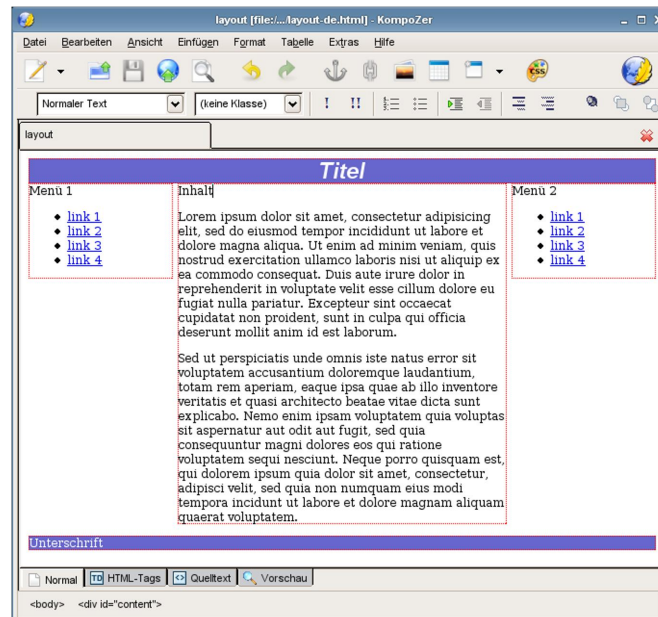 layout [file:/.../layout-de.html] - KompoZer
Datei Bearbeiten Ansicht Einfügen Format Tabelle Extras Hilfe
CSS
Normaler Text (keine Klasse) ! !!
layout
Titel
Menü 1
link 1
link 2
link 3
link 4
Inhalt
Lorem ipsum dolor sit amet, consectetur adipisicing
elit, sed do eiusmod tempor incididunt ut labore et
dolore magna aliqua. Ut enim ad minim veniam, quis
nostrud exercitation ullamco laboris nisi ut aliquip ex
ea commodo consequat. Duis aute irure dolor in
reprehenderit in voluptate velit esse cillum dolore eu
fugiat nulla pariatur. Excepteur sint occaecat
cupidatat non proident, sunt in culpa qui officia
deserunt mollit anim id est laborum.
Sed ut perspiciatis unde omnis iste natus error sit
voluptatem accusantium doloremque laudantium,
totam rem aperiam, eaque ipsa quae ab illo inventore
veritatis et quasi architecto beatae vitae dicta sunt
explicabo. Nemo enim ipsam voluptatem quia voluptas
sit aspernatur aut odit aut fugit, sed quia
consequuntur magni dolores eos qui ratione
voluptatem sequi nesciunt. Neque porro quisquam est,
qui dolorem ipsum quia dolor sit amet, consectetur,
adipisci velit, sed quia non numquam eius modi
tempora incidunt ut labore et dolore magnam aliquam
quaerat voluptatem.
Menü 2
link 1
link 2
link 3
link 4
Unterschrift
Normal TD HTML-Tags Quelltext Vorschau
<body> <div id="content">